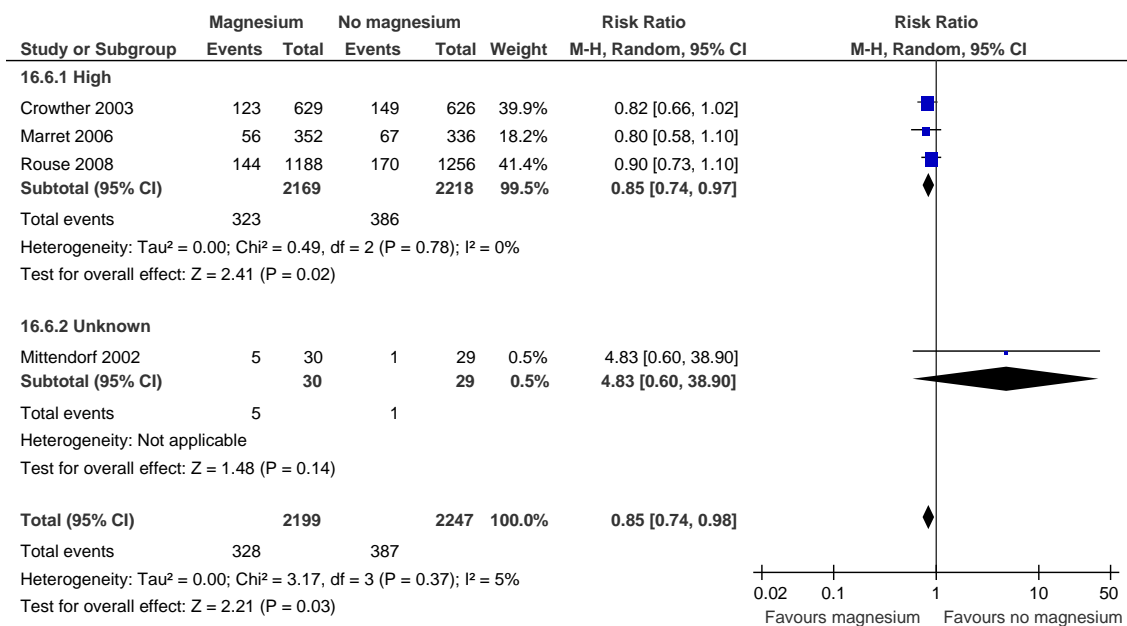 Magnesium No magnesium Risk Ratio Risk Ratio
Study or Subgroup Events Total Events Total Weight M-H, Random, 95% CI M-H, Random, 95% CI
16.6.1 High
Crowther 2003 123 629 149 626 39.9% 0.82 [0.66, 1.02]
Marret 2006 56 352 67 336 18.2% 0.80 [0.58, 1.10]
Rouse 2008 144 1188 170 1256 41.4% 0.90 [0.73, 1.10]
Subtotal (95% CI) 2169 2218 99.5% 0.85 [0.74, 0.97]
Total events 323 386
Heterogeneity: Tau² = 0.00; Chi² = 0.49, df = 2 (P = 0.78); I² = 0%
Test for overall effect: Z = 2.41 (P = 0.02)
16.6.2 Unknown
Mittendorf 2002 5 30 1 29 0.5% 4.83 [0.60, 38.90]
Subtotal (95% CI) 30 29 0.5% 4.83 [0.60, 38.90]
Total events 5 1
Heterogeneity: Not applicable
Test for overall effect: Z = 1.48 (P = 0.14)
Total (95% CI) 2199 2247 100.0% 0.85 [0.74, 0.98]
Total events 328 387
Heterogeneity: Tau² = 0.00; Chi² = 3.17, df = 3 (P = 0.37); I² = 5%
Test for overall effect: Z = 2.21 (P = 0.03)
0.02 0.1 1 10 50
Favours magnesium Favours no magnesium